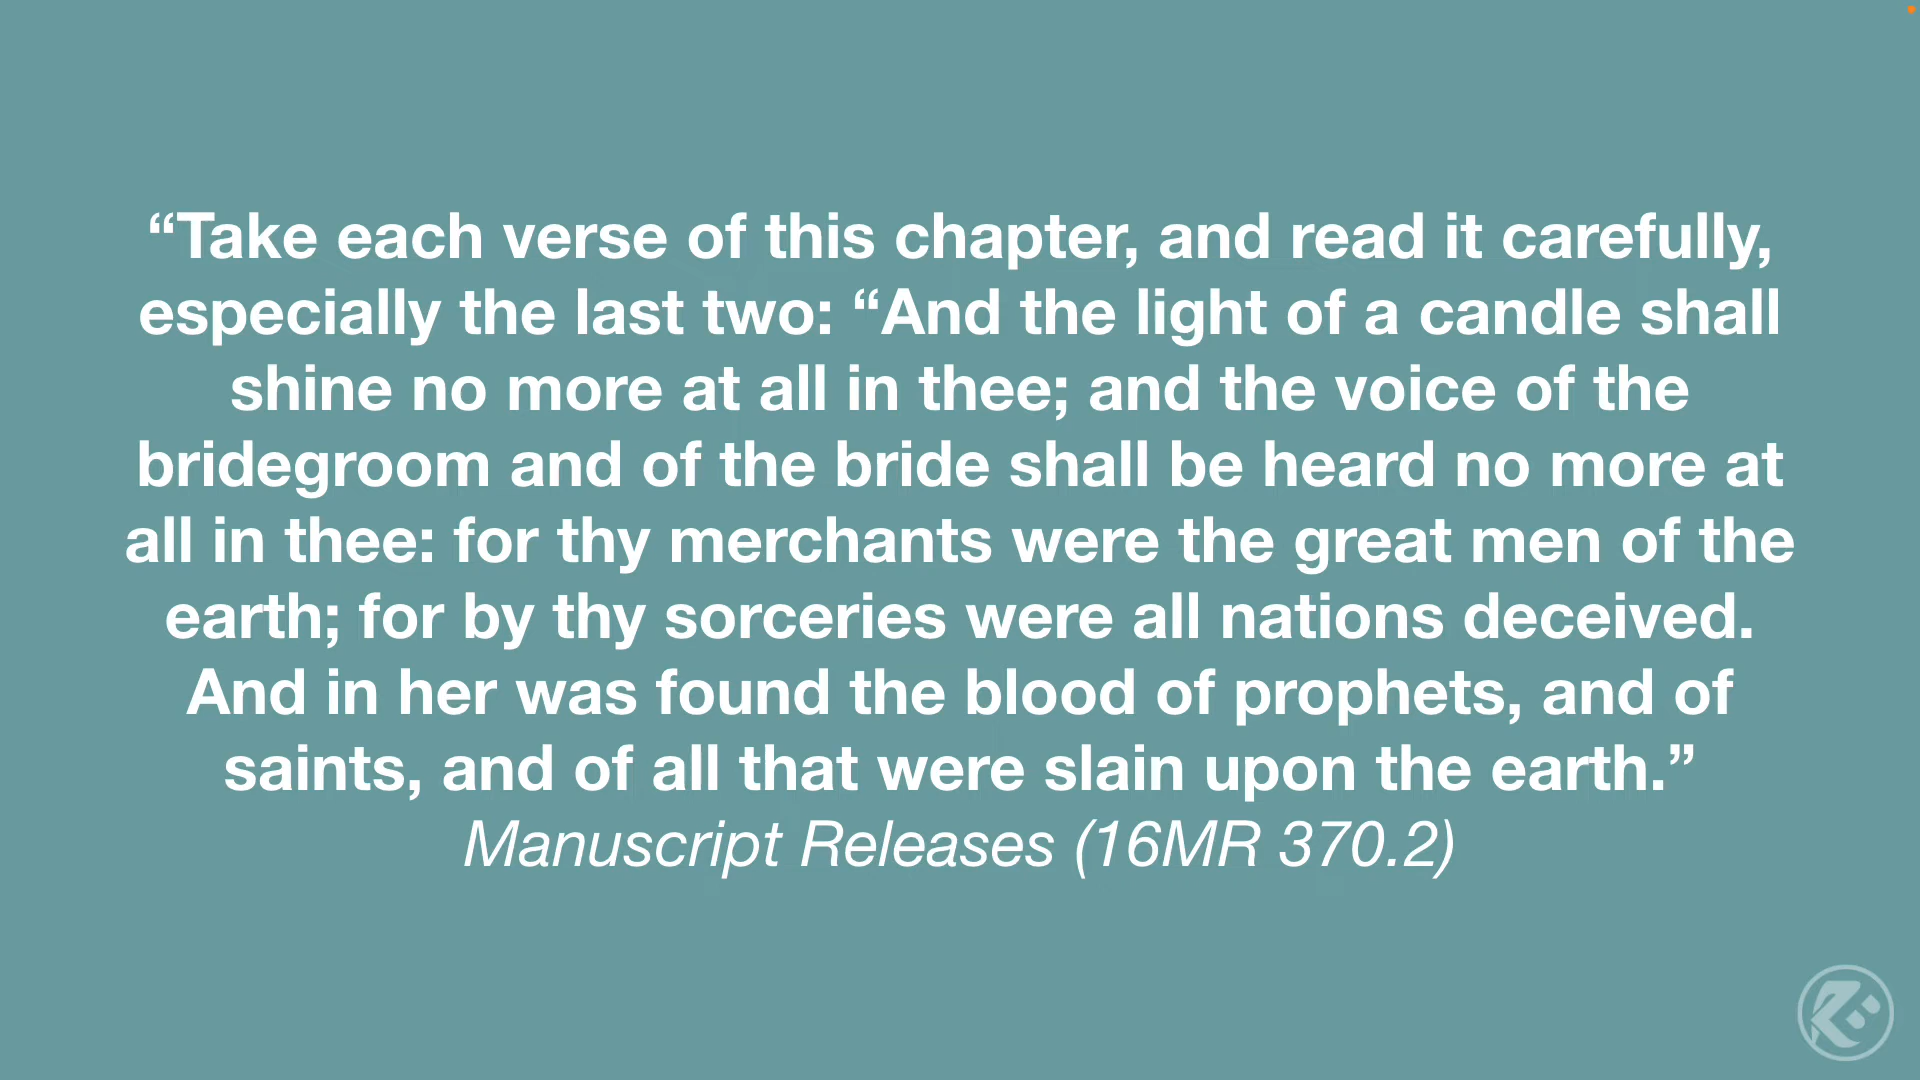 “Take each verse of this chapter, and read it carefully,
especially the last two: “And the light of a candle shall
shine no more at all in thee; and the voice of the
bridegroom and of the bride shall be heard no more at
all in thee: for thy merchants were the great men of the
earth; for by thy sorceries were all nations deceived.
And in her was found the blood of prophets, and of
saints, and of all that were slain upon the earth.”
Manuscript Releases (16MR 370.2)